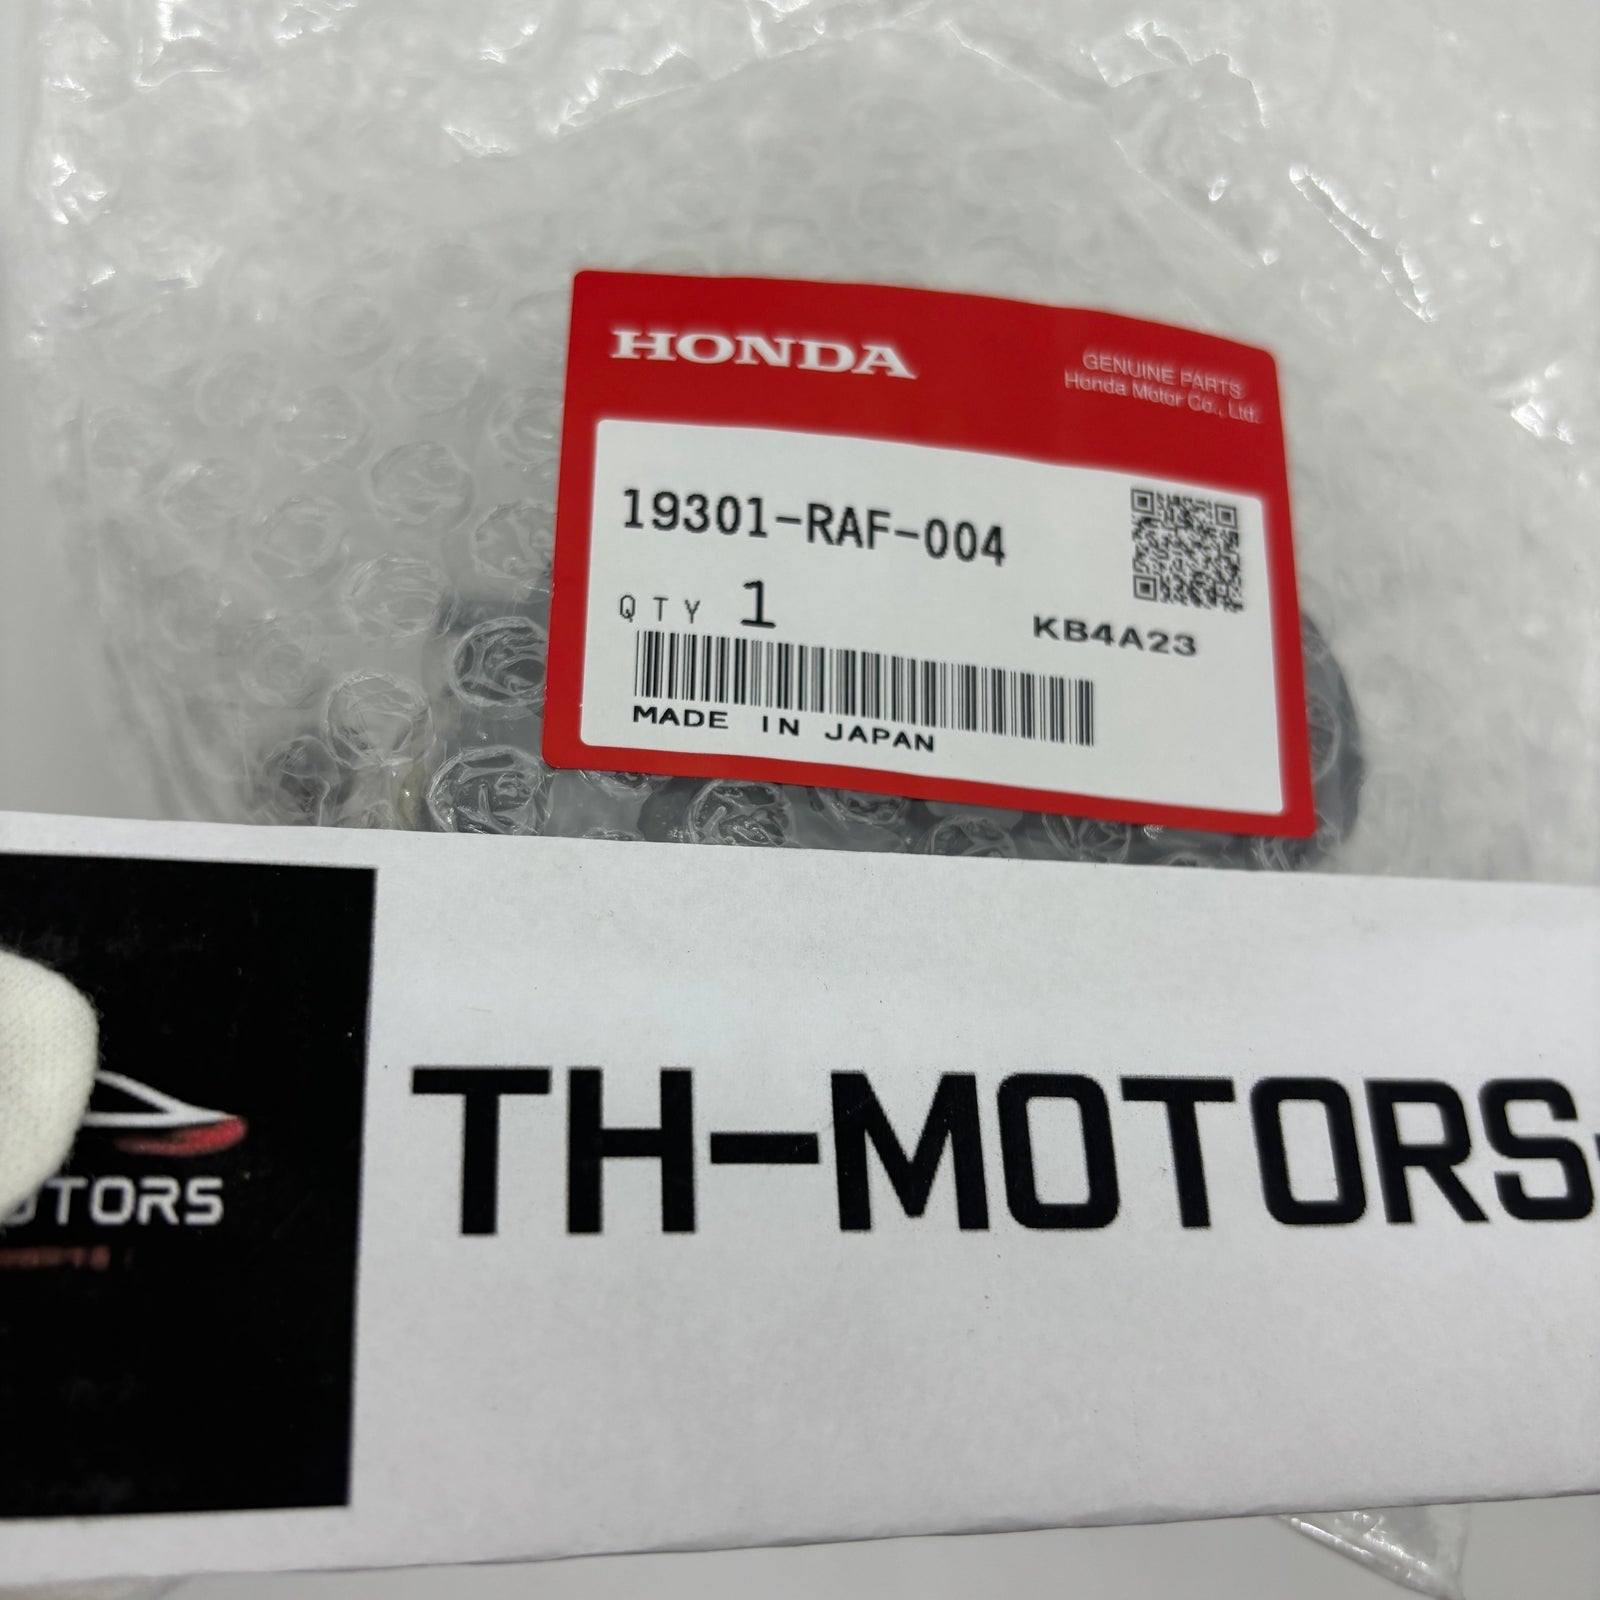 HONDA
GENUINE PARTS
Honda Motor Co., Ltd.
19301-RAF-004
QTY 1
KB4A23
MADE IN JAPAN
TH-MOTORS-
OTORS